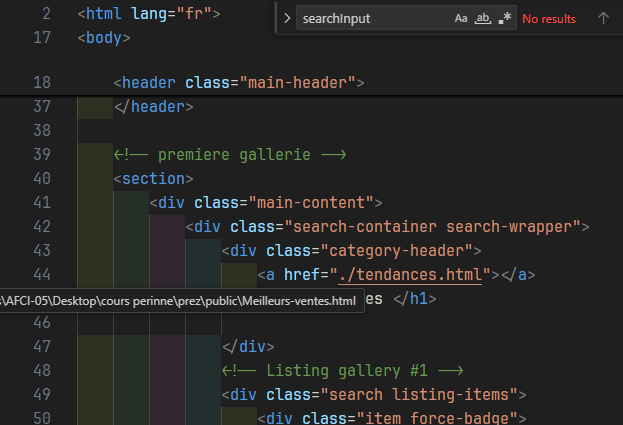 2 <html lang="fr">
searchInput Aa ab .* No results
17 <body>
18 <header class="main-header">
37 </header>
38
39 <!-- premiere gallerie -->
40 <section>
41 <div class="main-content">
42 <div class="search-container search-wrapper">
43 <div class="category-header">
44 <a href="./tendances.html"></a>
s\AFCI-05\Desktop\cours perinne\prez\public\Meilleurs-ventes.html es </h1>
46
47 </div>
48 <!-- Listing gallery #1 -->
49 <div class="search listing-items">
50 <div class="item force-badge">